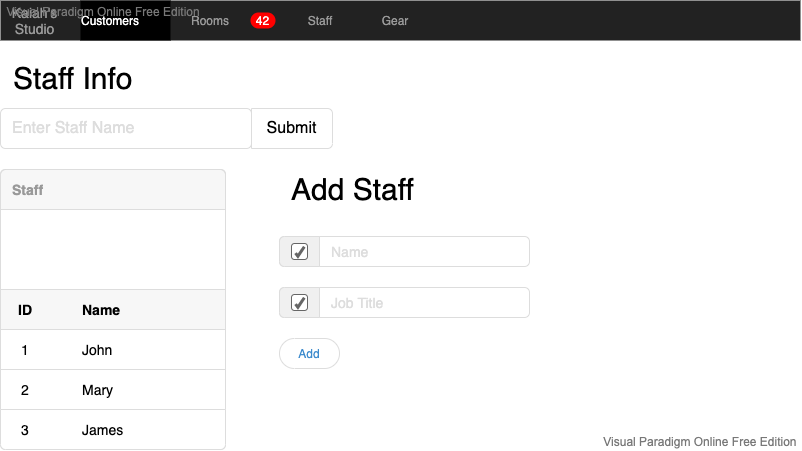 Visual Paradigm Online Free Edition
Kaiah's
Studio
Customers
Rooms 42
Staff
Gear
Staff Info
Enter Staff Name
Submit
Staff
ID Name
1 John
2 Mary
3 James
Add Staff
Name
Job Title
Add
Visual Paradigm Online Free Edition